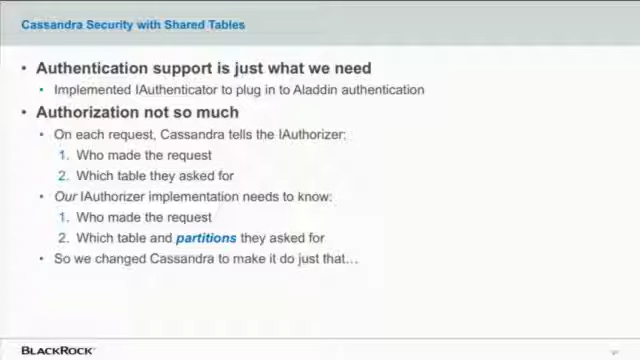 Cassandra Security with Shared Tables
• Authentication support is just what we need
• Implemented IAuthenticator to plug in to Aladdin authentication
• Authorization not so much
• On each request, Cassandra tells the IAuthorizer:
1. Who made the request
2. Which table they asked for
• Our IAuthorizer implementation needs to know:
1. Who made the request
2. Which table and partitions they asked for
• So we changed Cassandra to make it do just that…
BLACKROCK